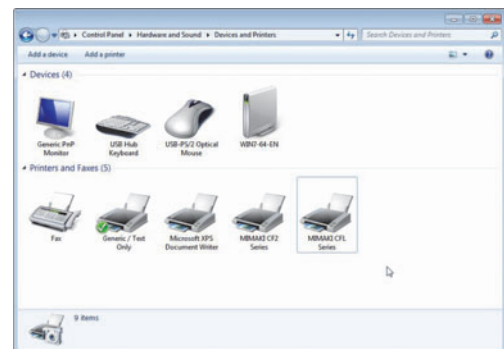 Control Panel ▸ Hardware and Sound ▸ Devices and Printers
Search Devices and Printers
Add a device Add a printer
Devices (4)
Generic PnP Monitor
USB Hub Keyboard
USB-PS/2 Optical Mouse
WIN7-64-EN
Printers and Faxes (5)
Fax
Generic / Text Only
Microsoft XPS Document Writer
MIMAKI CF2 Series
MIMAKI CFL Series
9 items